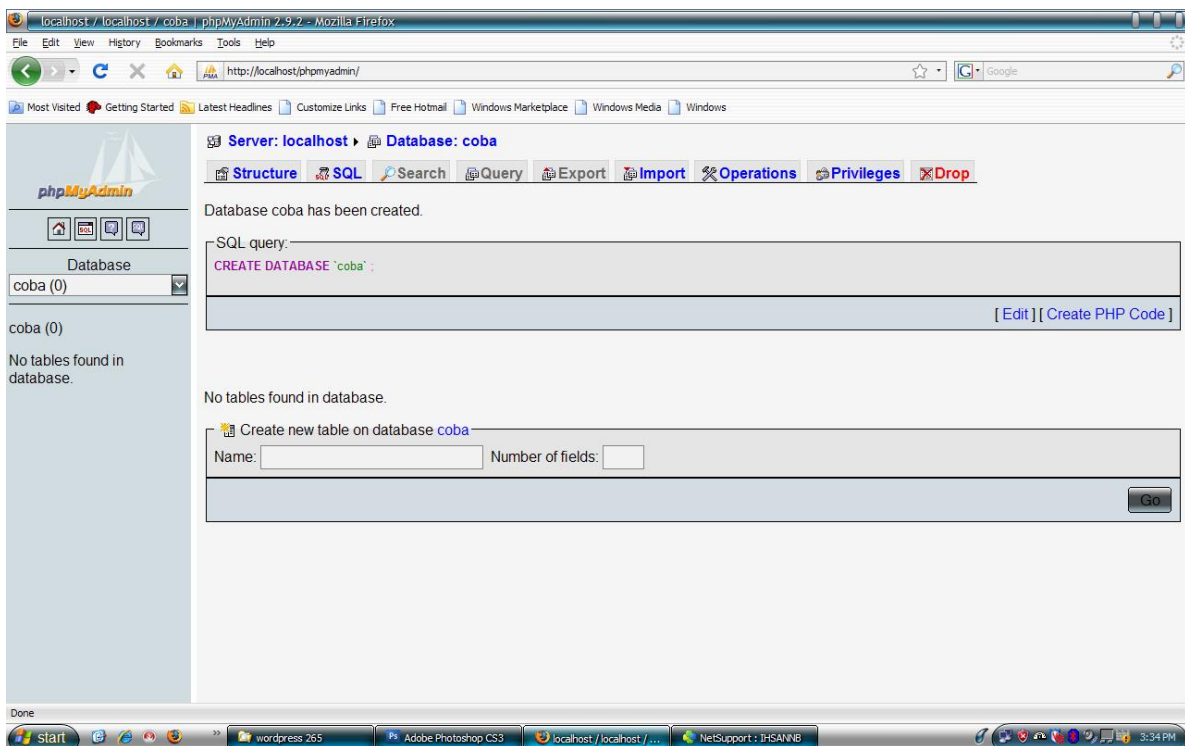 localhost / localhost / coba | phpMyAdmin 2.9.2 - Mozilla Firefox
File Edit View History Bookmarks Tools Help
http://localhost/phpmyadmin/
Google
Most Visited Getting Started Latest Headlines Customize Links Free Hotmail Windows Marketplace Windows Media Windows
phpMyAdmin
Database
coba (0)
coba (0)
No tables found in
database.
Server: localhost Database: coba
Structure SQL Search Query Export Import Operations Privileges Drop
Database coba has been created.
SQL query:
CREATE DATABASE `coba` ;
[ Edit ] [ Create PHP Code ]
No tables found in database.
Create new table on database coba
Name: Number of fields:
Go
Done
start wordpress 265 Adobe Photoshop CS3 localhost / localhost / ... NetSupport : IHSANNB 3:34 PM